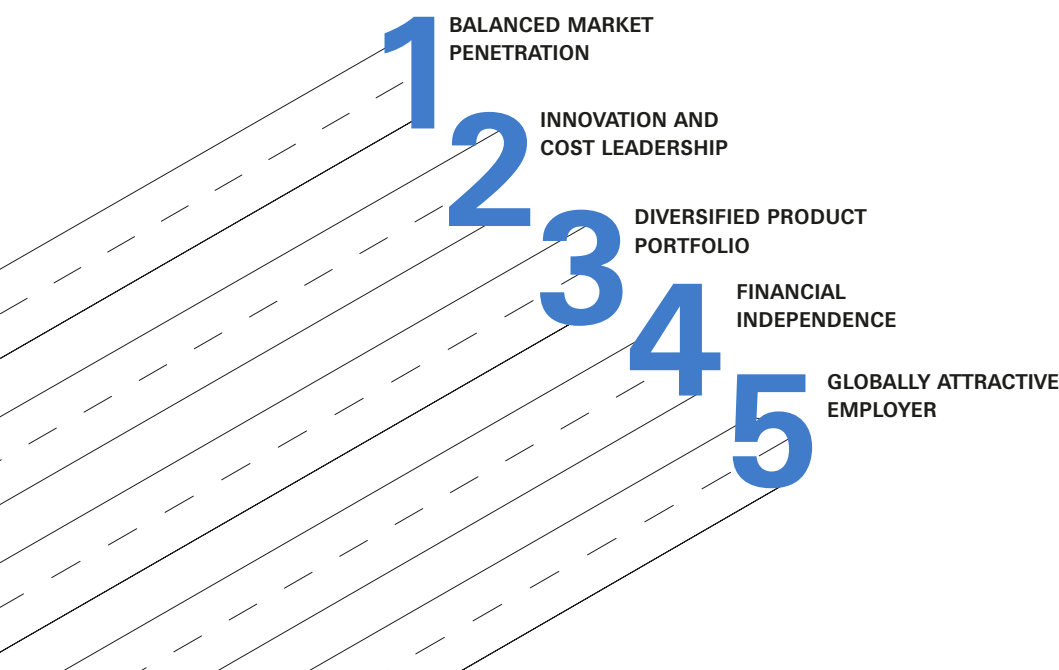 1
BALANCED MARKET
PENETRATION
2
INNOVATION AND
COST LEADERSHIP
3
DIVERSIFIED PRODUCT
PORTFOLIO
4
FINANCIAL
INDEPENDENCE
5
GLOBALLY ATTRACTIVE
EMPLOYER